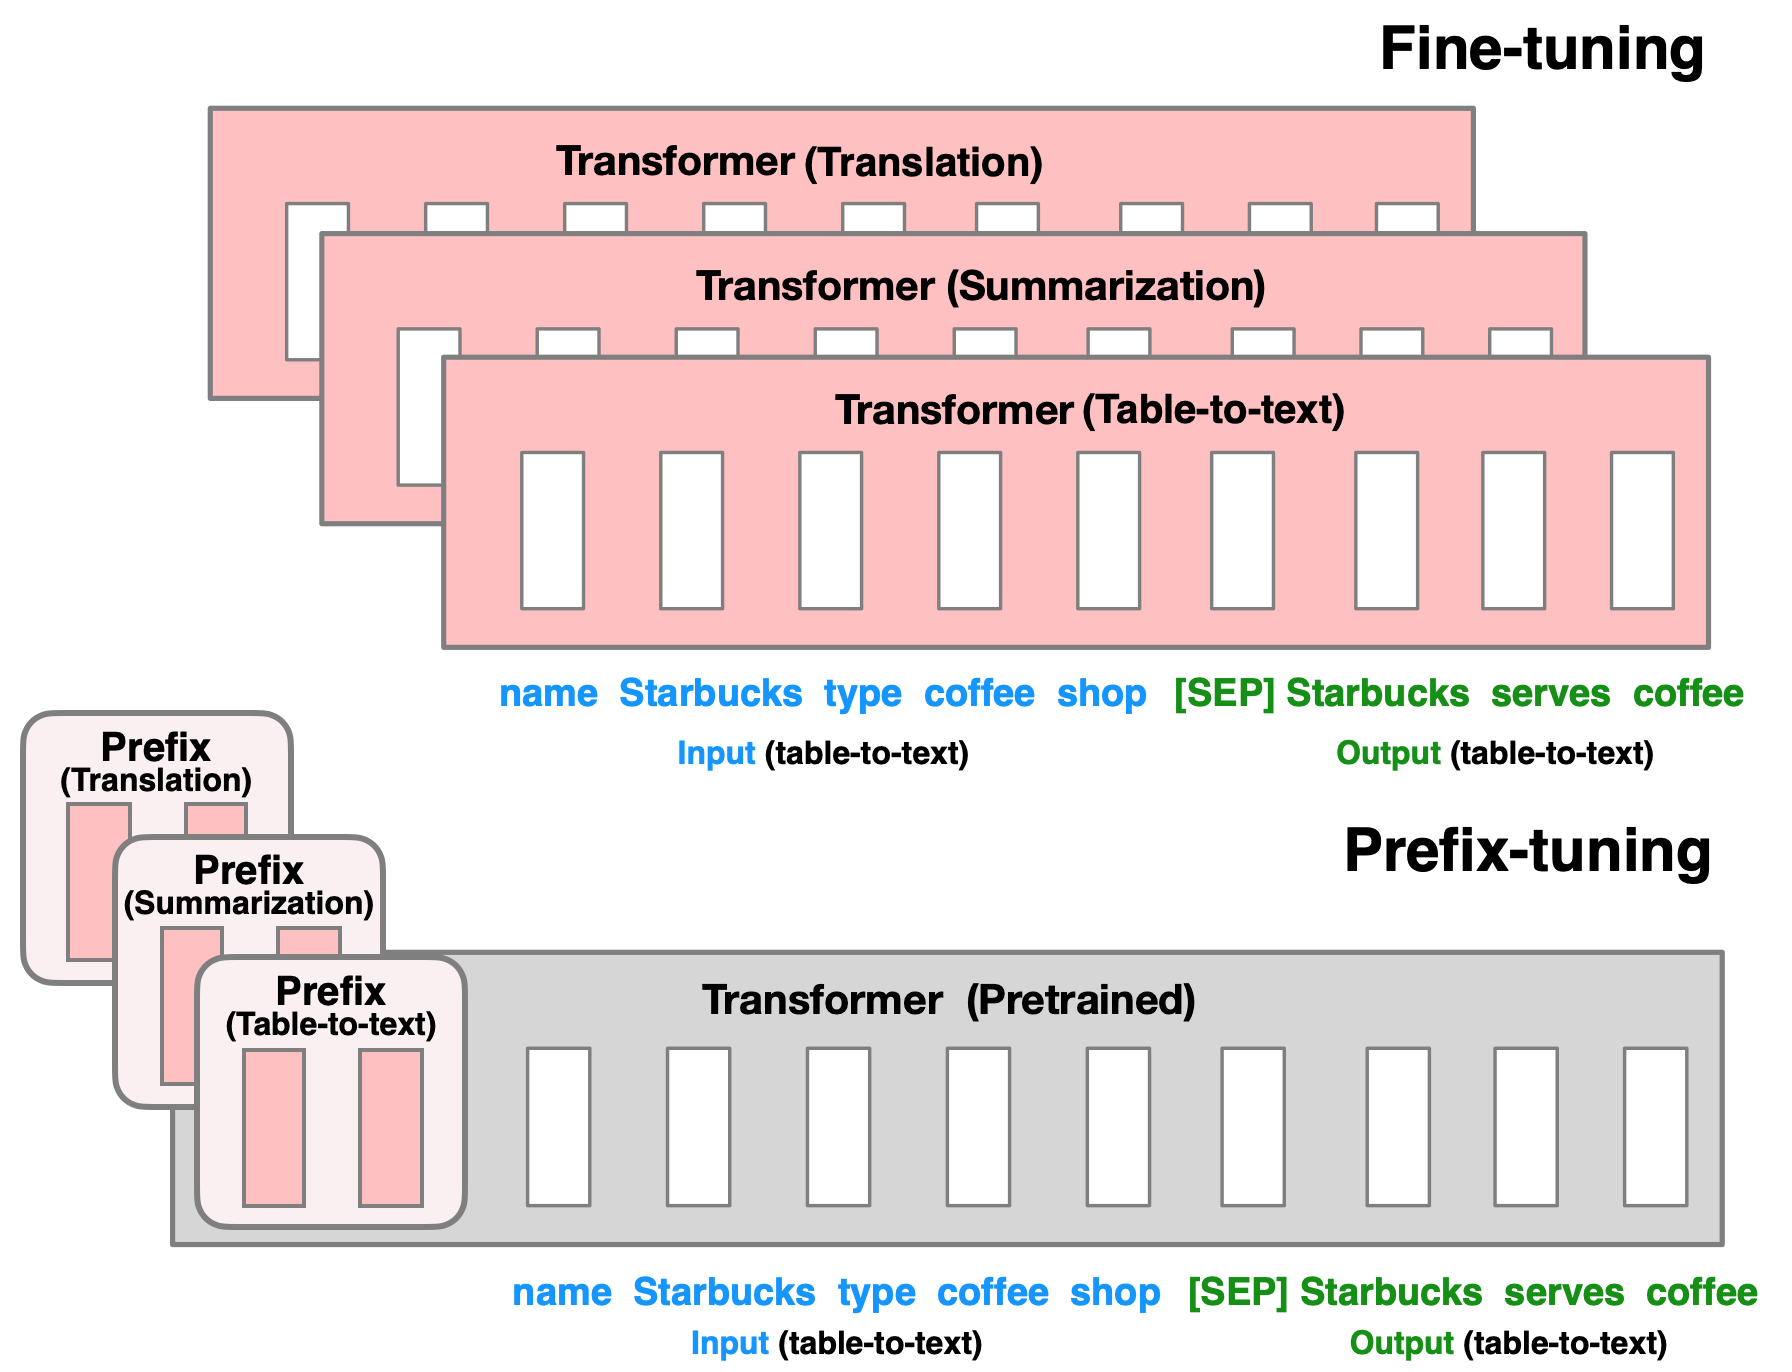 Fine-tuning
Transformer (Translation)
Transformer (Summarization)
Transformer (Table-to-text)
name Starbucks type coffee shop [SEP] Starbucks serves coffee
Input (table-to-text) Output (table-to-text)
Prefix
(Translation)
Prefix-tuning
Prefix
(Summarization)
Prefix
(Table-to-text)
Transformer (Pretrained)
name Starbucks type coffee shop [SEP] Starbucks serves coffee
Input (table-to-text) Output (table-to-text)